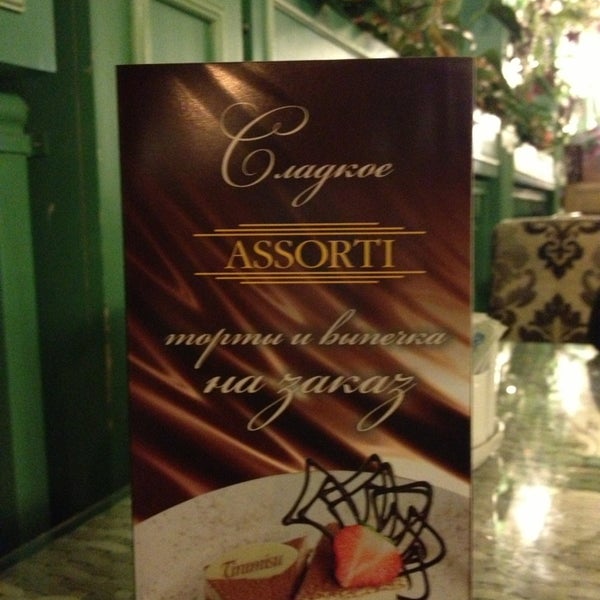 Сладкое
ASSORTI
торты и выпечка
на заказ
Tiramisu